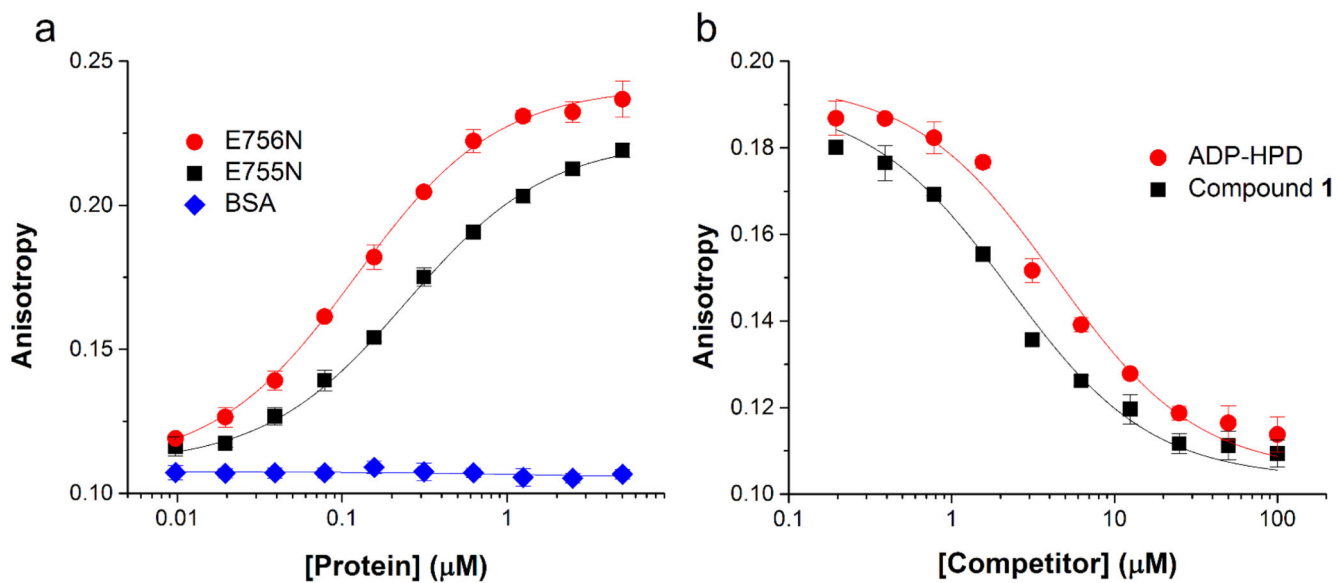 a
0.25
0.20
0.15
0.10
Anisotropy
E756N
E755N
BSA
0.01
0.1
1
[Protein] (μM)
b
0.20
0.18
0.16
0.14
0.12
0.10
Anisotropy
ADP-HPD
Compound 1
0.1
1
10
100
[Competitor] (μM)